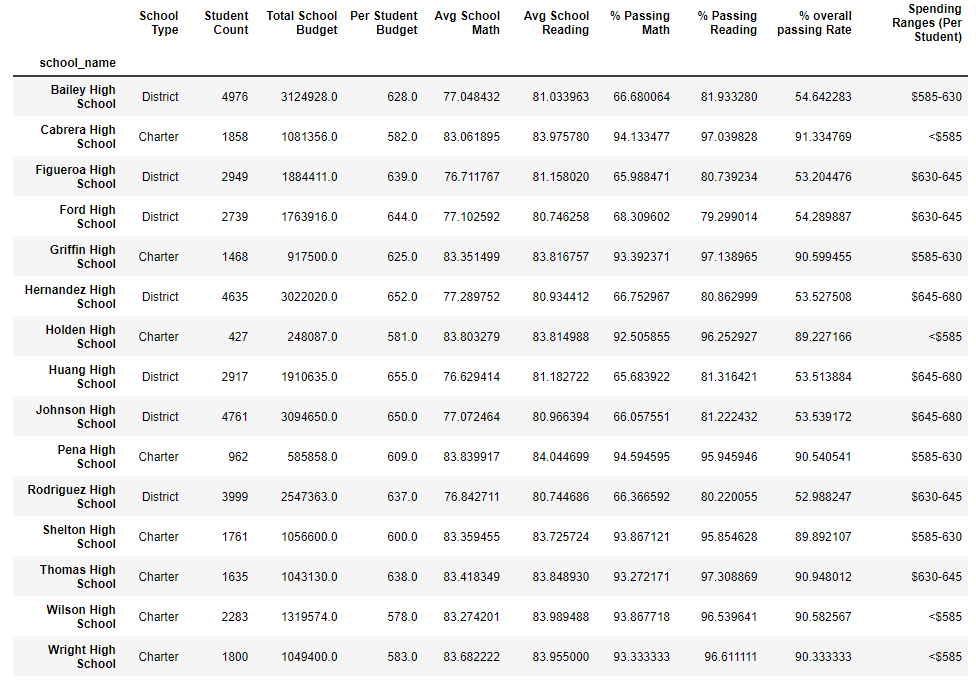 School Type Student Count Total School Budget Per Student Budget Avg School Math Avg School Reading % Passing Math % Passing Reading % overall passing Rate Spending Ranges (Per Student)
school_name
Bailey High School District 4976 3124928.0 628.0 77.048432 81.033963 66.680064 81.933280 54.642283 $585-630
Cabrera High School Charter 1858 1081356.0 582.0 83.061895 83.975780 94.133477 97.039828 91.334769 <$585
Figueroa High School District 2949 1884411.0 639.0 76.711767 81.158020 65.988471 80.739234 53.204476 $630-645
Ford High School District 2739 1763916.0 644.0 77.102592 80.746258 68.309602 79.299014 54.289887 $630-645
Griffin High School Charter 1468 917500.0 625.0 83.351499 83.816757 93.392371 97.138965 90.599455 $585-630
Hernandez High School District 4635 3022020.0 652.0 77.289752 80.934412 66.752967 80.862999 53.527508 $645-680
Holden High School Charter 427 248087.0 581.0 83.803279 83.814988 92.505855 96.252927 89.227166 <$585
Huang High School District 2917 1910635.0 655.0 76.629414 81.182722 65.683922 81.316421 53.513884 $645-680
Johnson High School District 4761 3094650.0 650.0 77.072464 80.966394 66.057551 81.222432 53.539172 $645-680
Pena High School Charter 962 585858.0 609.0 83.839917 84.044699 94.594595 95.945946 90.540541 $585-630
Rodriguez High School District 3999 2547363.0 637.0 76.842711 80.744686 66.366592 80.220055 52.988247 $630-645
Shelton High School Charter 1761 1056600.0 600.0 83.359455 83.725724 93.867121 95.854628 89.892107 $585-630
Thomas High School Charter 1635 1043130.0 638.0 83.418349 83.848930 93.272171 97.308869 90.948012 $630-645
Wilson High School Charter 2283 1319574.0 578.0 83.274201 83.989488 93.867718 96.539641 90.582567 <$585
Wright High School Charter 1800 1049400.0 583.0 83.682222 83.955000 93.333333 96.611111 90.333333 <$585